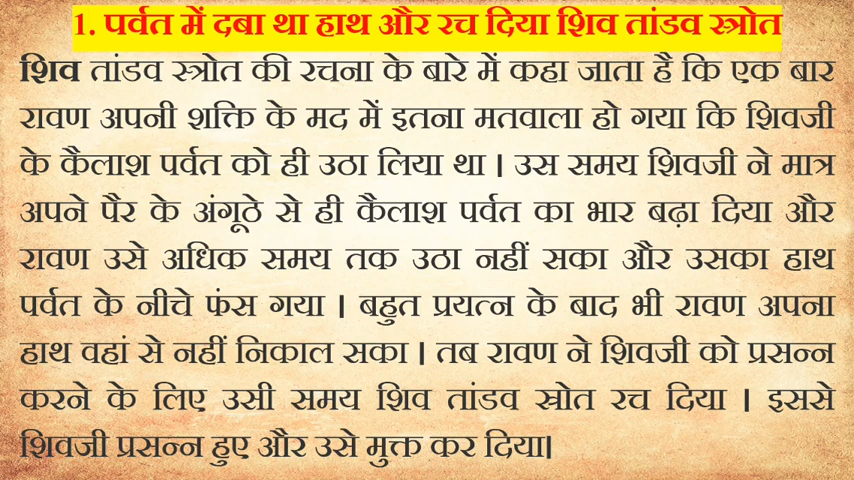 1. पर्वत में दबा था हाथ और रच दिया शिव तांडव स्त्रोत
शिव तांडव स्त्रोत की रचना के बारे में कहा जाता है कि एक बार
रावण अपनी शक्ति के मद में इतना मतवाला हो गया कि शिवजी
के कैलाश पर्वत को ही उठा लिया था । उस समय शिवजी ने मात्र
अपने पैर के अंगूठे से ही कैलाश पर्वत का भार बढ़ा दिया और
रावण उसे अधिक समय तक उठा नहीं सका और उसका हाथ
पर्वत के नीचे फंस गया । बहुत प्रयत्न के बाद भी रावण अपना
हाथ वहां से नहीं निकाल सका । तब रावण ने शिवजी को प्रसन्न
करने के लिए उसी समय शिव तांडव स्रोत रच दिया । इससे
शिवजी प्रसन्न हुए और उसे मुक्त कर दिया।